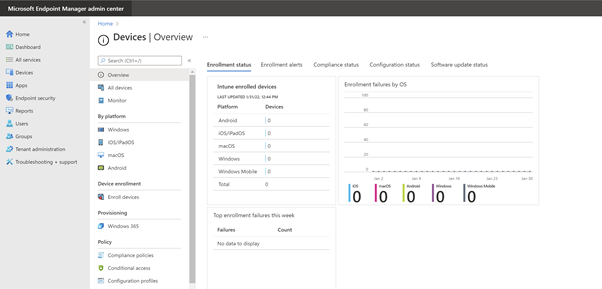 Microsoft Endpoint Manager admin center
Home >
Devices | Overview ...
Home
Dashboard
All services
Devices
Apps
Endpoint security
Reports
Users
Groups
Tenant administration
Troubleshooting + support
Search (Ctrl+/)
Overview
All devices
Monitor
By platform
Windows
iOS/iPadOS
macOS
Android
Device enrollment
Enroll devices
Provisioning
Windows 365
Policy
Compliance policies
Conditional access
Configuration profiles
Enrollment status Enrollment alerts Compliance status Configuration status Software update status
Intune enrolled devices
LAST UPDATED 1/31/22, 12:44 PM
Platform Devices
Android 0
iOS/iPadOS 0
macOS 0
Windows 0
Windows Mobile 0
Total 0
Enrollment failures by OS
100
80
60
40
20
0
Jan 2 Jan 9 Jan 16 Jan 23 Jan 30
iOS macOS Android Windows Windows Mobile
0 0 0 0 0
Top enrollment failures this week
Failures Count
No data to display